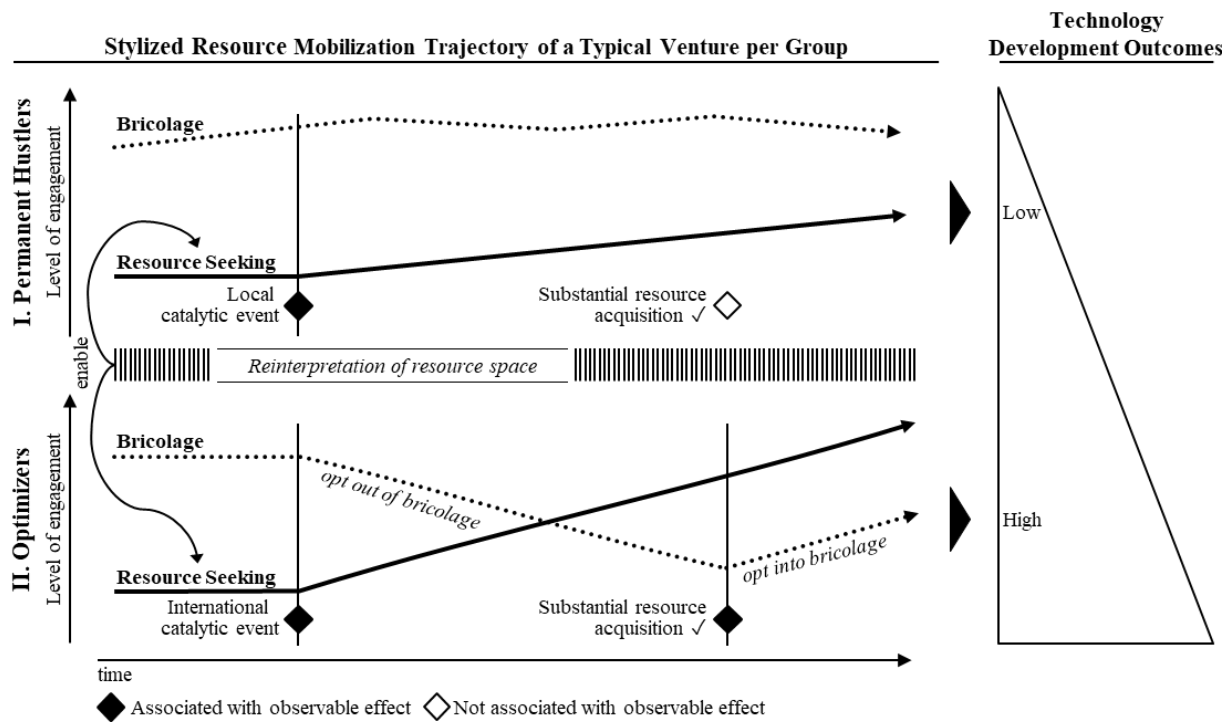 Stylized Resource Mobilization Trajectory of a Typical Venture per Group
Technology
Development Outcomes
I. Permanent Hustlers
Level of engagement
Bricolage
Resource Seeking
Local
catalytic event
Substantial resource
acquisition ✓
Low
enable
Reinterpretation of resource space
II. Optimizers
Level of engagement
Bricolage
opt out of bricolage
opt into bricolage
Resource Seeking
International
catalytic event
Substantial resource
acquisition ✓
High
time
Associated with observable effect
Not associated with observable effect